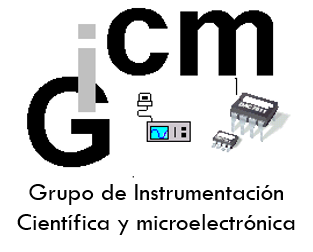 Gicm
Grupo de Instrumentación
Científica y microelectrónica